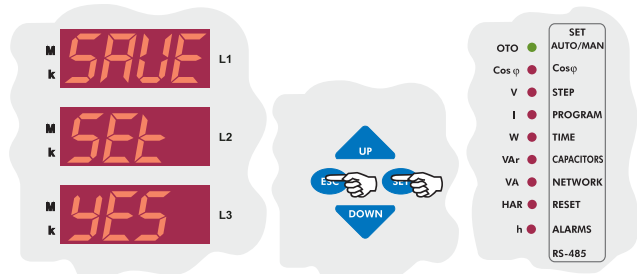 M
k
SAVE
L1
M
k
SEt
L2
M
k
YES
L3
UP
ESC
SET
DOWN
SET
OTO AUTO/MAN
Cos φ Cosφ
V STEP
I PROGRAM
W TIME
VAr CAPACITORS
VA NETWORK
HAR RESET
h ALARMS
RS-485